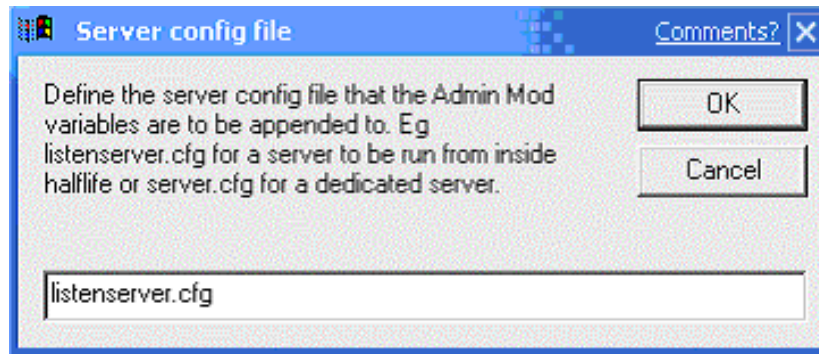 Server config file Comments?
Define the server config file that the Admin Mod
variables are to be appended to. Eg
listenserver.cfg for a server to be run from inside
halflife or server.cfg for a dedicated server.
OK
Cancel
listenserver.cfg